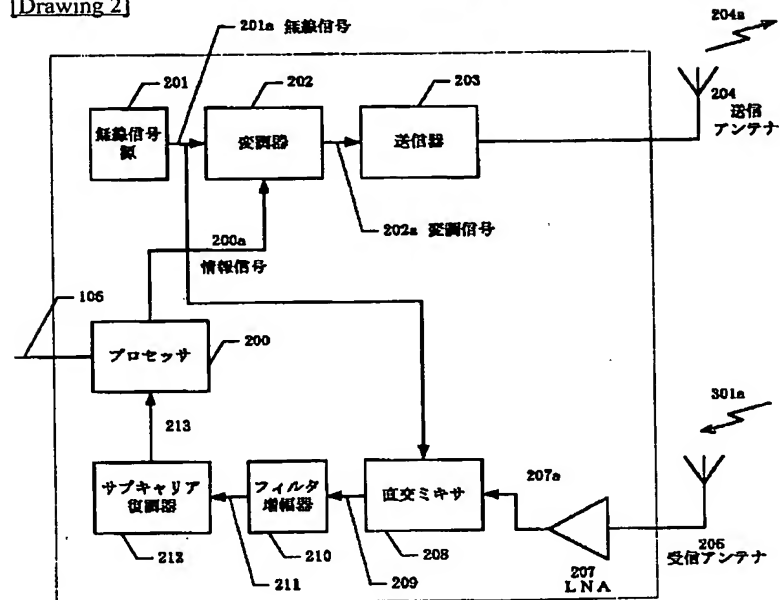 [Drawing 2]
201a 無線信号
204a
201
202
203
無線信号
源
変調器
送信器
204
送信
アンテナ
202a 変調信号
200a
情報信号
106
プロセッサ
200
301a
213
207a
サブキャリア
復調器
フィルタ
増幅器
直交ミキサ
212
211
210
209
208
207
LNA
206
受信アンテナ